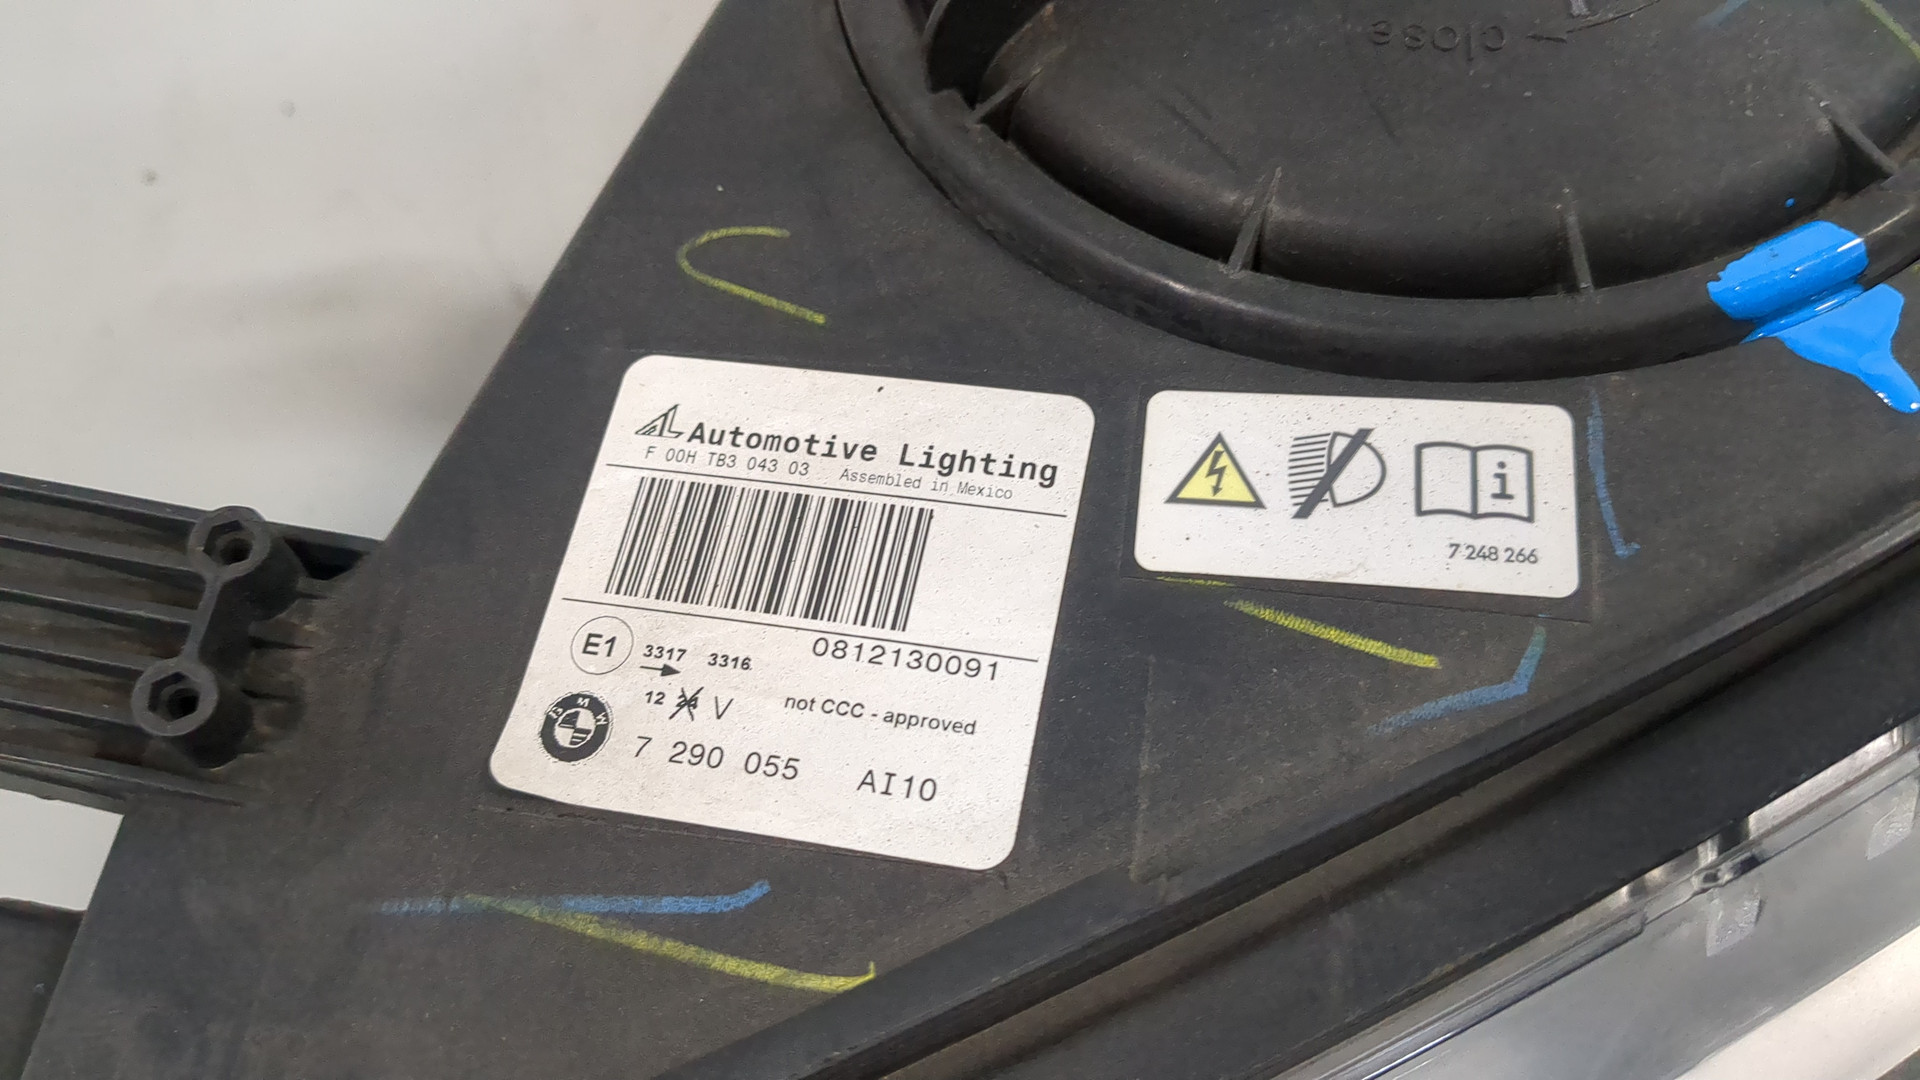 close
Automotive Lighting
F 00H TB3 043 03 Assembled in Mexico
0812130091
E1 3317 3316
12 24 V not CCC - approved
BMW
7 290 055 AI10
i
7 248 266